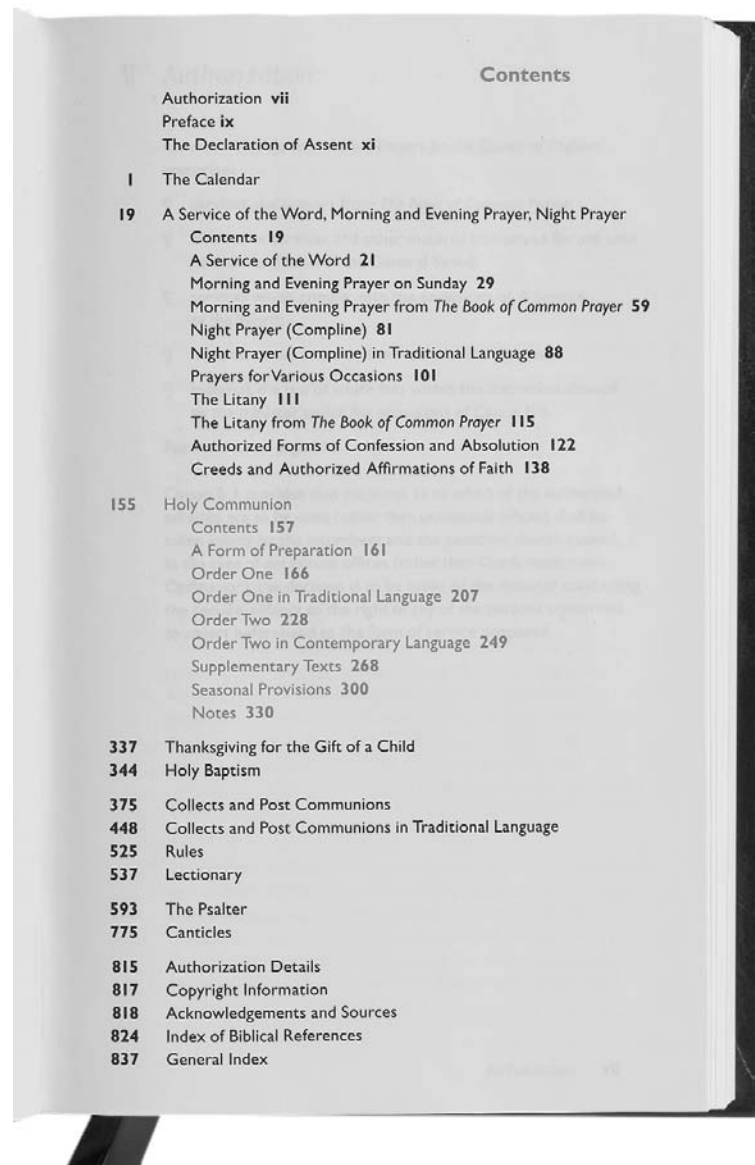 Contents
Authorization vii
Preface ix
The Declaration of Assent xi
1 The Calendar
19 A Service of the Word, Morning and Evening Prayer, Night Prayer
Contents 19
A Service of the Word 21
Morning and Evening Prayer on Sunday 29
Morning and Evening Prayer from The Book of Common Prayer 59
Night Prayer (Compline) 81
Night Prayer (Compline) in Traditional Language 88
Prayers for Various Occasions 101
The Litany 111
The Litany from The Book of Common Prayer 115
Authorized Forms of Confession and Absolution 122
Creeds and Authorized Affirmations of Faith 138
155 Holy Communion
Contents 157
A Form of Preparation 161
Order One 166
Order One in Traditional Language 207
Order Two 228
Order Two in Contemporary Language 249
Supplementary Texts 268
Seasonal Provisions 300
Notes 330
337 Thanksgiving for the Gift of a Child
344 Holy Baptism
375 Collects and Post Communions
448 Collects and Post Communions in Traditional Language
525 Rules
537 Lectionary
593 The Psalter
775 Canticles
815 Authorization Details
817 Copyright Information
818 Acknowledgements and Sources
824 Index of Biblical References
837 General Index